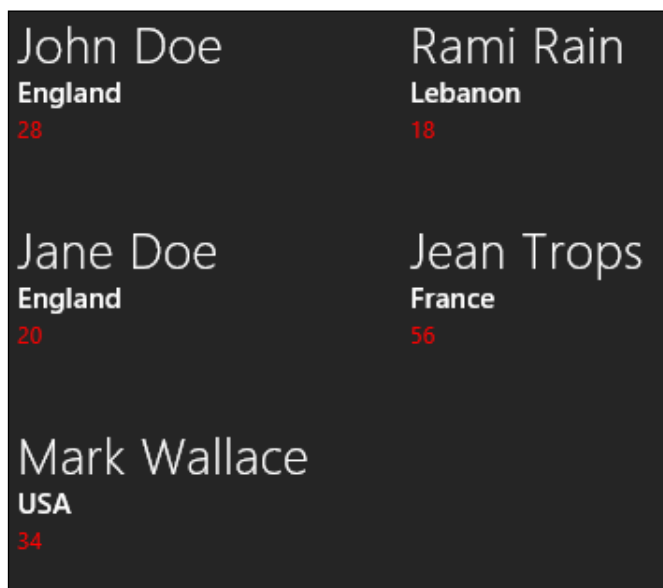 John Doe
England
28
Jane Doe
England
20
Mark Wallace
USA
34
Rami Rain
Lebanon
18
Jean Trops
France
56